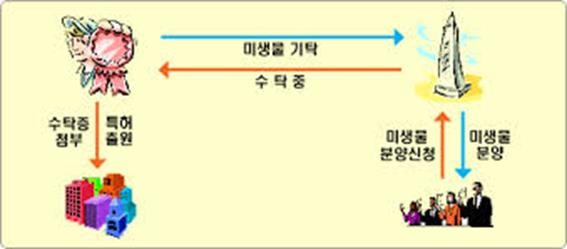 미생물 기탁
수 탁 증
수탁증 특허
첨부 출원
미생물
분양신청
미생물
분양